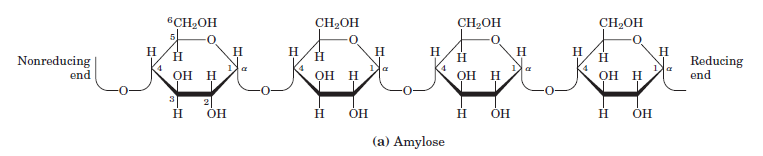 ⁶CH₂OH CH₂OH CH₂OH CH₂OH
5 O O O O
H H H H H H H H H H H H
Nonreducing end
4 1 α 4 1 α 4 1 α 4 1 α
Reducing end
OH H OH H OH H OH H
O O O O
3 2
H OH H OH H OH H OH
(a) Amylose